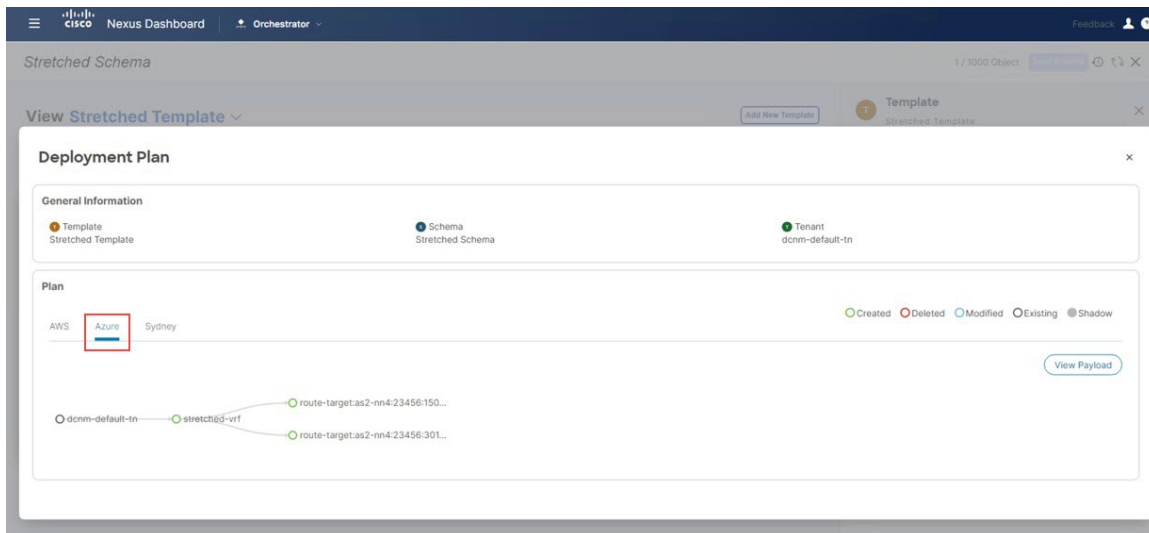 CISCO Nexus Dashboard Orchestrator Feedback
Stretched Schema 1 / 1000 Object
View Stretched Template Add New Template
T Template
Stretched Template
Deployment Plan
General Information
T Template S Schema T Tenant
Stretched Template Stretched Schema dcnm-default-tn
Plan
Created Deleted Modified Existing Shadow
AWS Azure Sydney
View Payload
route-target:as2-nn4:23456:150...
dcnm-default-tn stretched-vrf
route-target:as2-nn4:23456:301...